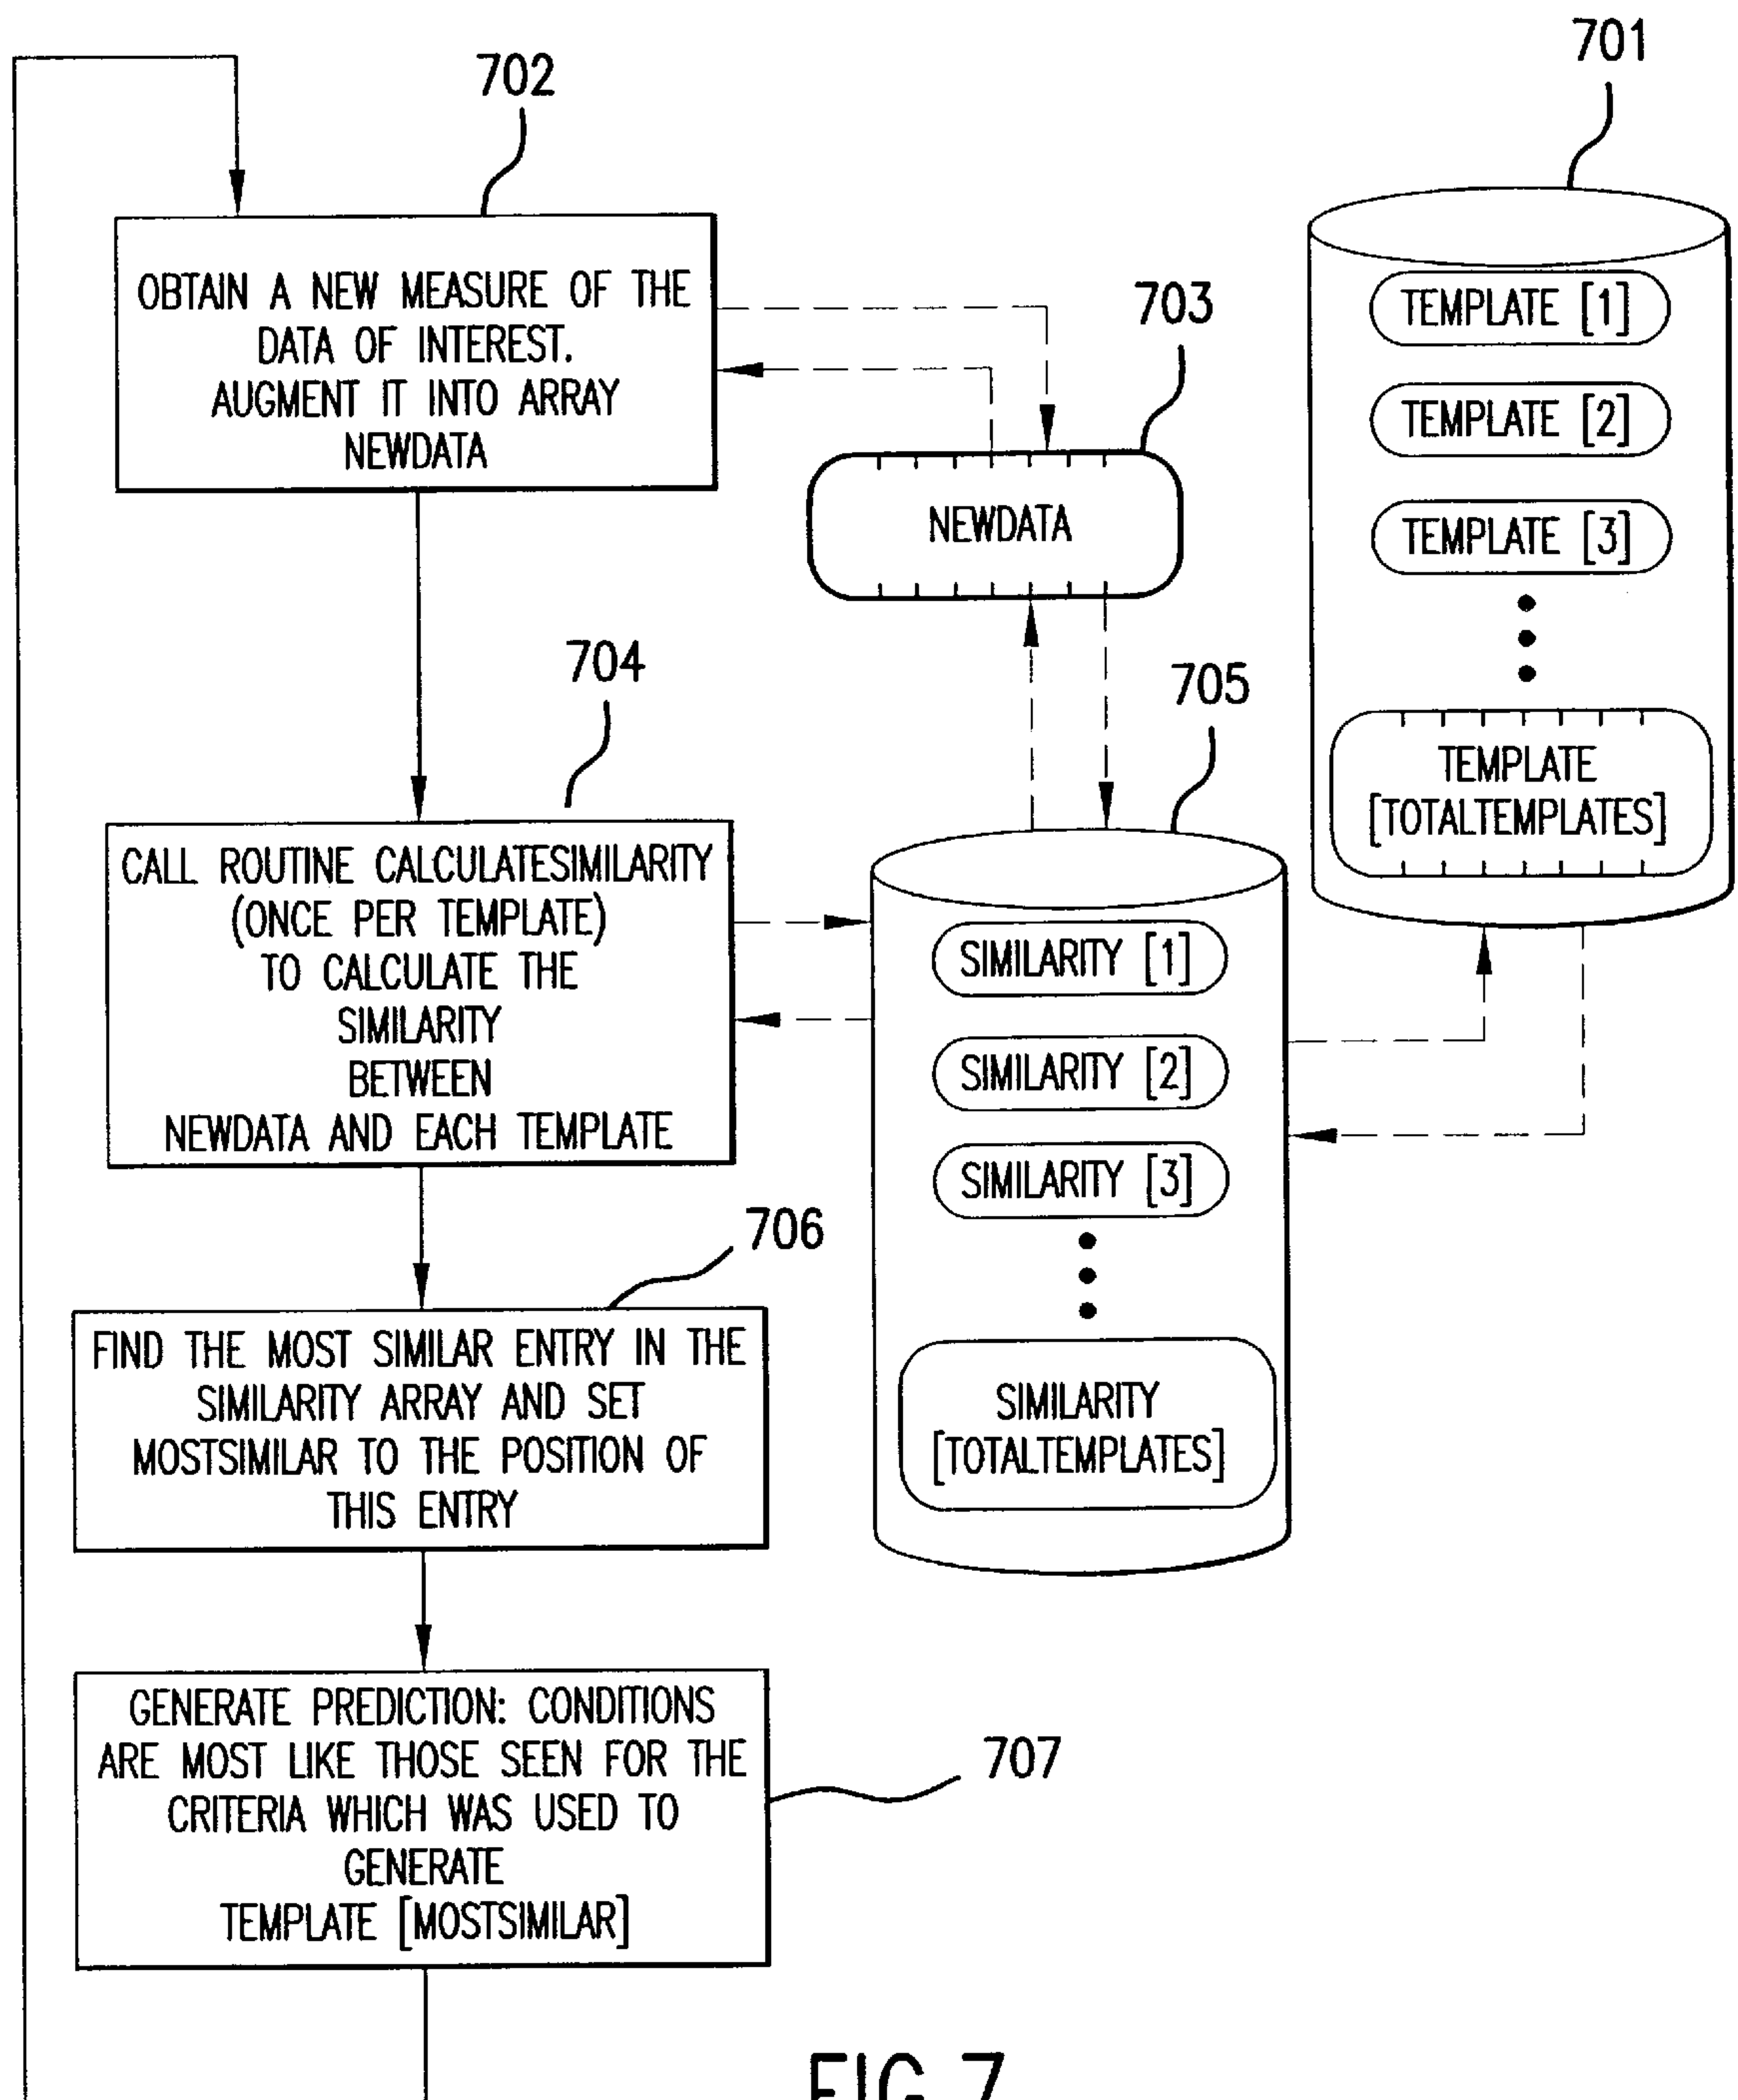 701
702
OBTAIN A NEW MEASURE OF THE
DATA OF INTEREST.
AUGMENT IT INTO ARRAY
NEWDATA
703
NEWDATA
TEMPLATE [1]
TEMPLATE [2]
TEMPLATE [3]
TEMPLATE
[TOTALTEMPLATES]
704
CALL ROUTINE CALCULATESIMILARITY
(ONCE PER TEMPLATE)
TO CALCULATE THE
SIMILARITY
BETWEEN
NEWDATA AND EACH TEMPLATE
705
SIMILARITY [1]
SIMILARITY [2]
SIMILARITY [3]
SIMILARITY
[TOTALTEMPLATES]
706
FIND THE MOST SIMILAR ENTRY IN THE
SIMILARITY ARRAY AND SET
MOSTSIMILAR TO THE POSITION OF
THIS ENTRY
GENERATE PREDICTION: CONDITIONS
ARE MOST LIKE THOSE SEEN FOR THE
CRITERIA WHICH WAS USED TO
GENERATE
TEMPLATE [MOSTSIMILAR]
707
FIG. 7